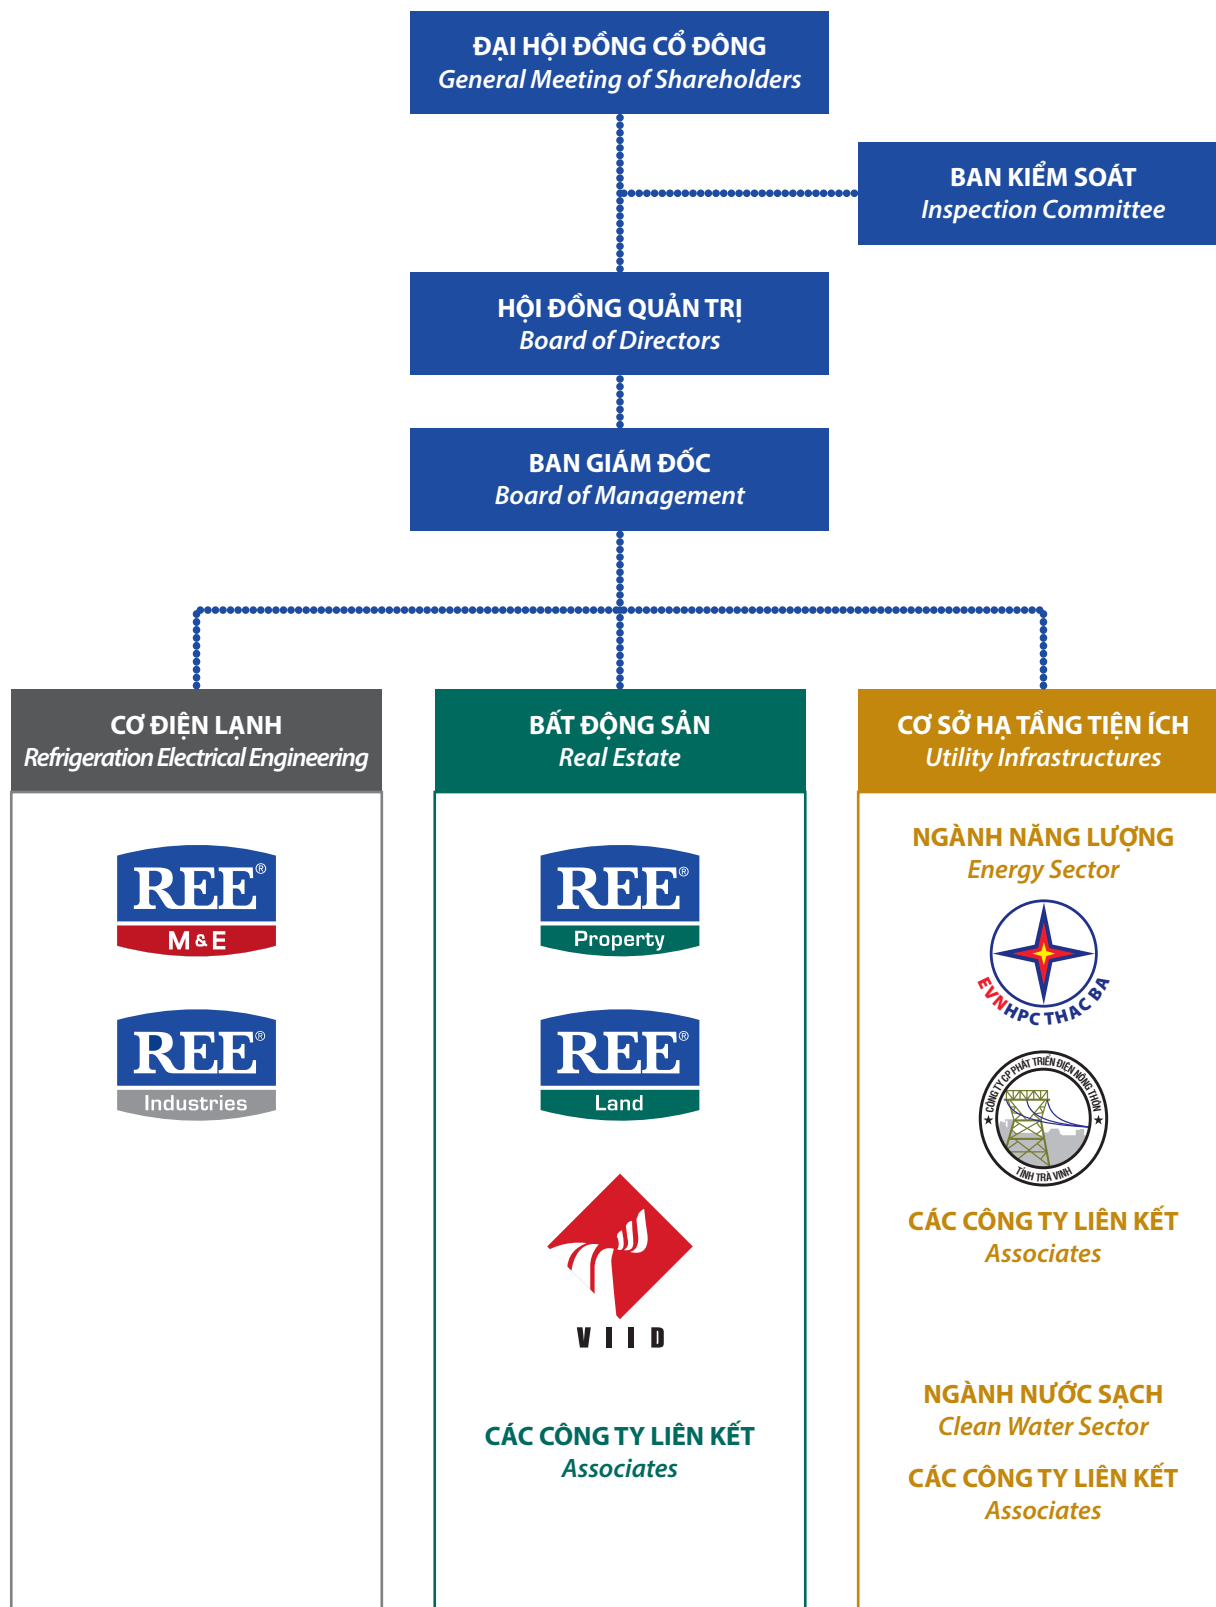 ĐẠI HỘI ĐỒNG CỔ ĐÔNG
General Meeting of Shareholders
BAN KIỂM SOÁT
Inspection Committee
HỘI ĐỒNG QUẢN TRỊ
Board of Directors
BAN GIÁM ĐỐC
Board of Management
CƠ ĐIỆN LẠNH
Refrigeration Electrical Engineering
REE®
M & E
REE®
Industries
BẤT ĐỘNG SẢN
Real Estate
REE®
Property
REE®
Land
VIID
CÁC CÔNG TY LIÊN KẾT
Associates
CƠ SỞ HẠ TẦNG TIỆN ÍCH
Utility Infrastructures
NGÀNH NĂNG LƯỢNG
Energy Sector
EVNHPC THAC BA
★ CÔNG TY CP PHÁT TRIỂN ĐIỆN NÔNG THÔN ★
TỈNH TRÀ VINH
CÁC CÔNG TY LIÊN KẾT
Associates
NGÀNH NƯỚC SẠCH
Clean Water Sector
CÁC CÔNG TY LIÊN KẾT
Associates